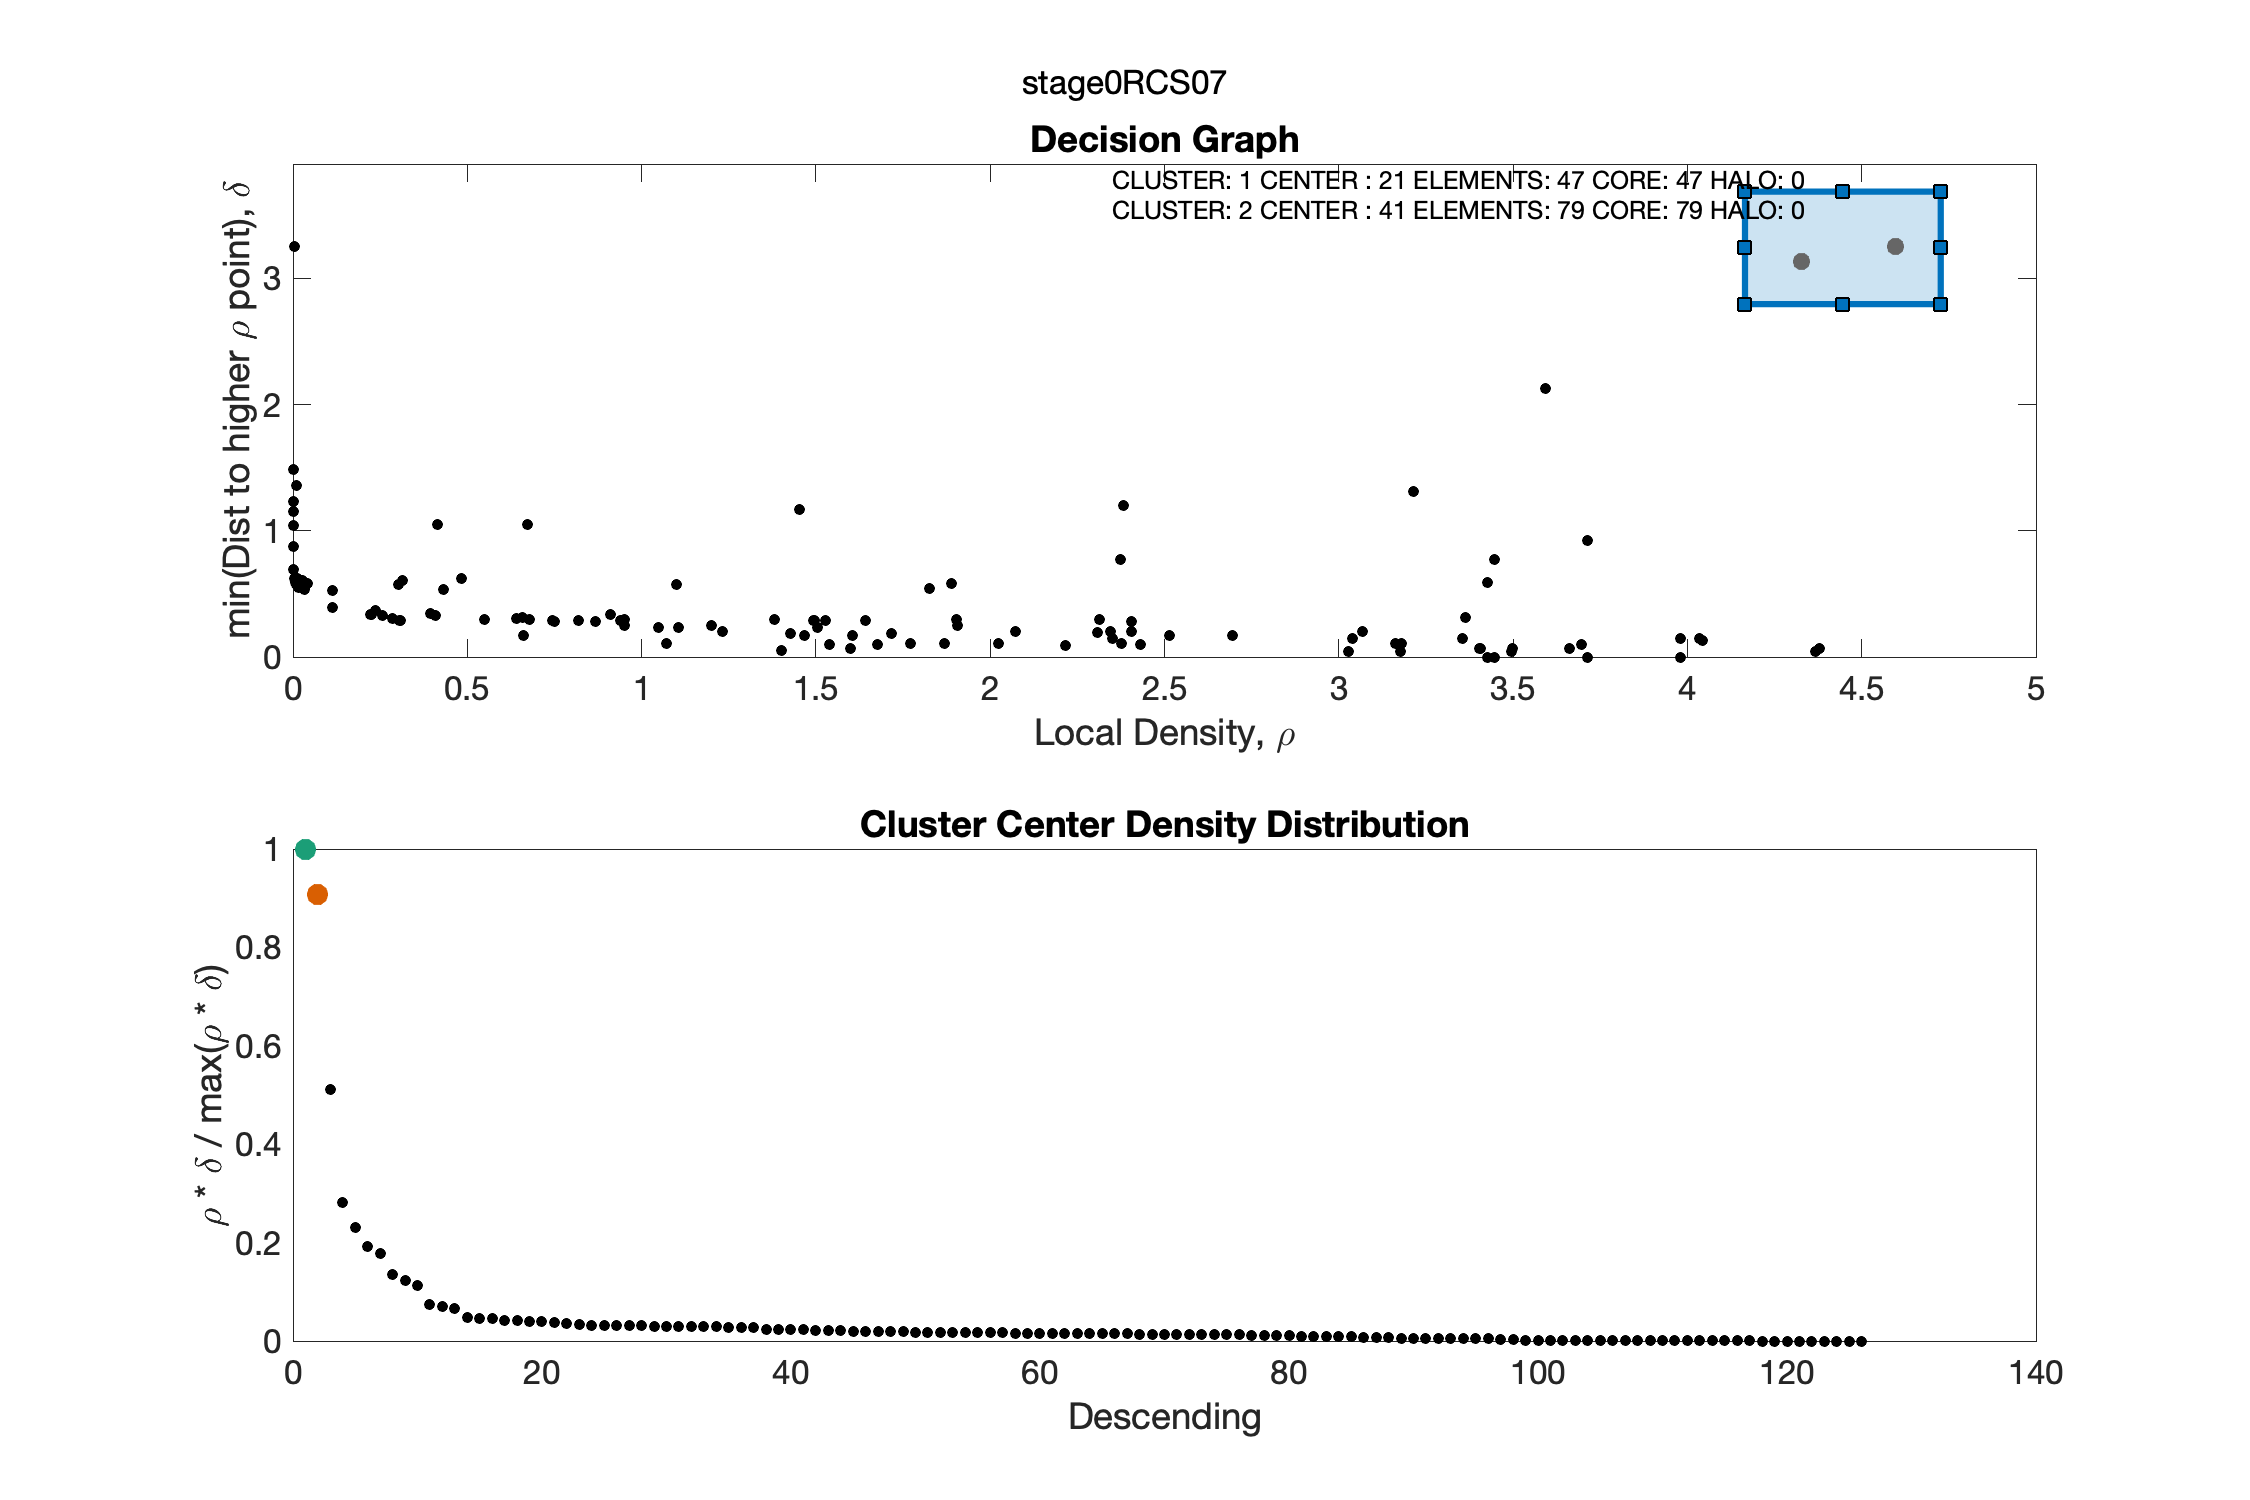 stage0RCS07
Decision Graph
CLUSTER: 1 CENTER : 21 ELEMENTS: 47 CORE: 47 HALO: 0
CLUSTER: 2 CENTER : 41 ELEMENTS: 79 CORE: 79 HALO: 0
min(Dist to higher ρ point), δ
3
2
1
0
0 0.5 1 1.5 2 2.5 3 3.5 4 4.5 5
Local Density, ρ
Cluster Center Density Distribution
ρ * δ / max(ρ * δ)
1
0.8
0.6
0.4
0.2
0
0 20 40 60 80 100 120 140
Descending